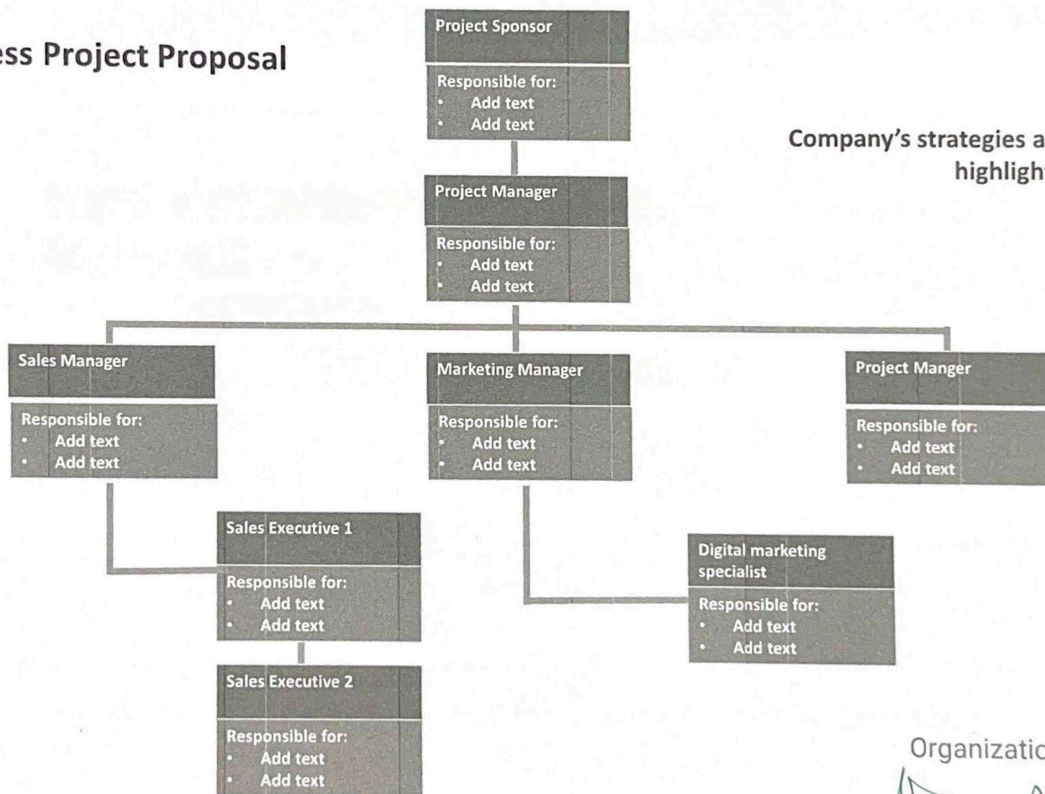 ess Project Proposal
Project Sponsor
Responsible for:
• Add text
• Add text
Company's strategies a
highlight
Project Manager
Responsible for:
• Add text
• Add text
Sales Manager
Responsible for:
• Add text
• Add text
Marketing Manager
Responsible for:
• Add text
• Add text
Project Manger
Responsible for:
• Add text
• Add text
Sales Executive 1
Responsible for:
• Add text
• Add text
Digital marketing
specialist
Responsible for:
• Add text
• Add text
Sales Executive 2
Responsible for:
• Add text
• Add text
Organizatio